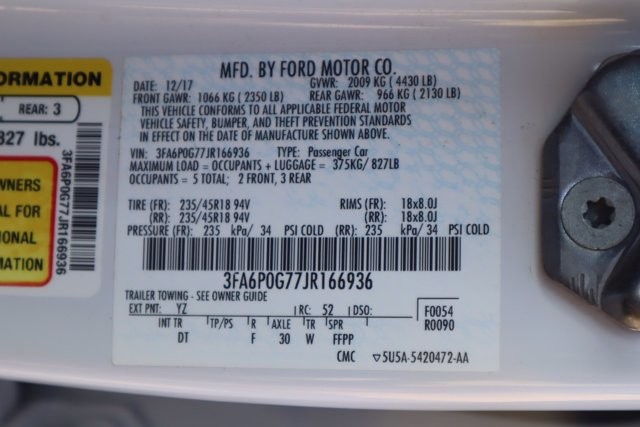 ORMATION
REAR: 3
827 lbs.
WNERS
AL FOR
IONAL
MATION
3FA6P0G77JR166936
MFD. BY FORD MOTOR CO.
DATE: 12/17 GVWR: 2009 KG ( 4430 LB)
FRONT GAWR: 1066 KG ( 2350 LB) REAR GAWR: 966 KG ( 2130 LB)
THIS VEHICLE CONFORMS TO ALL APPLICABLE FEDERAL MOTOR
VEHICLE SAFETY, BUMPER, AND THEFT PREVENTION STANDARDS
IN EFFECT ON THE DATE OF MANUFACTURE SHOWN ABOVE.
VIN: 3FA6P0G77JR166936 TYPE: Passenger Car
MAXIMUM LOAD = OCCUPANTS + LUGGAGE = 375KG/ 827LB
OCCUPANTS = 5 TOTAL; 2 FRONT, 3 REAR
TIRE (FR): 235/45R18 94V RIMS (FR): 18x8.0J
(RR): 235/45R18 94V (RR): 18x8.0J
PRESSURE (FR): 235 kPa/ 34 PSI COLD (RR): 235 kPa/ 34 PSI COLD
3FA6P0G77JR166936
TRAILER TOWING - SEE OWNER GUIDE
EXT PNT: YZ RC: 52 DSO: F0054
INT TR TP/PS R AXLE TR SPR R0090
DT F 30 W FFPP
CMC ▽5U5A-5420472-AA